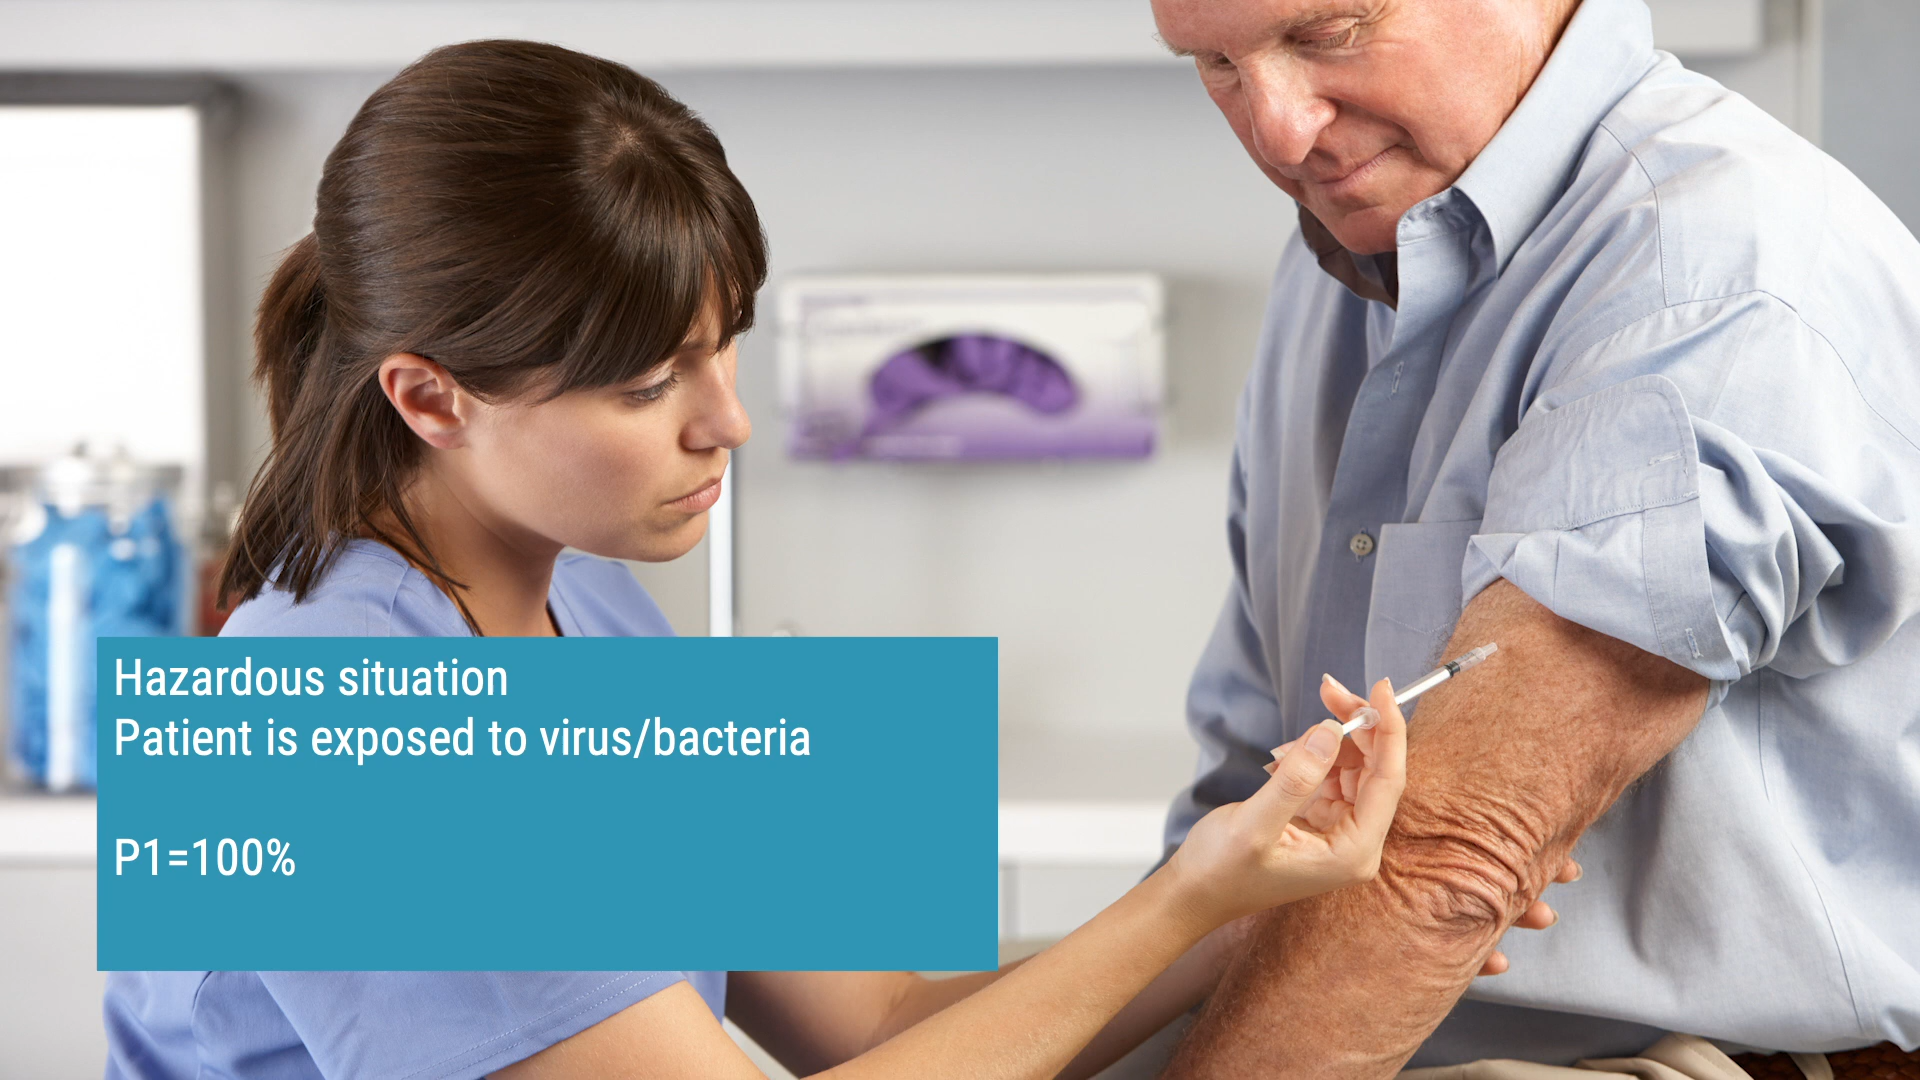 Hazardous situation
Patient is exposed to virus/bacteria
P1=100%